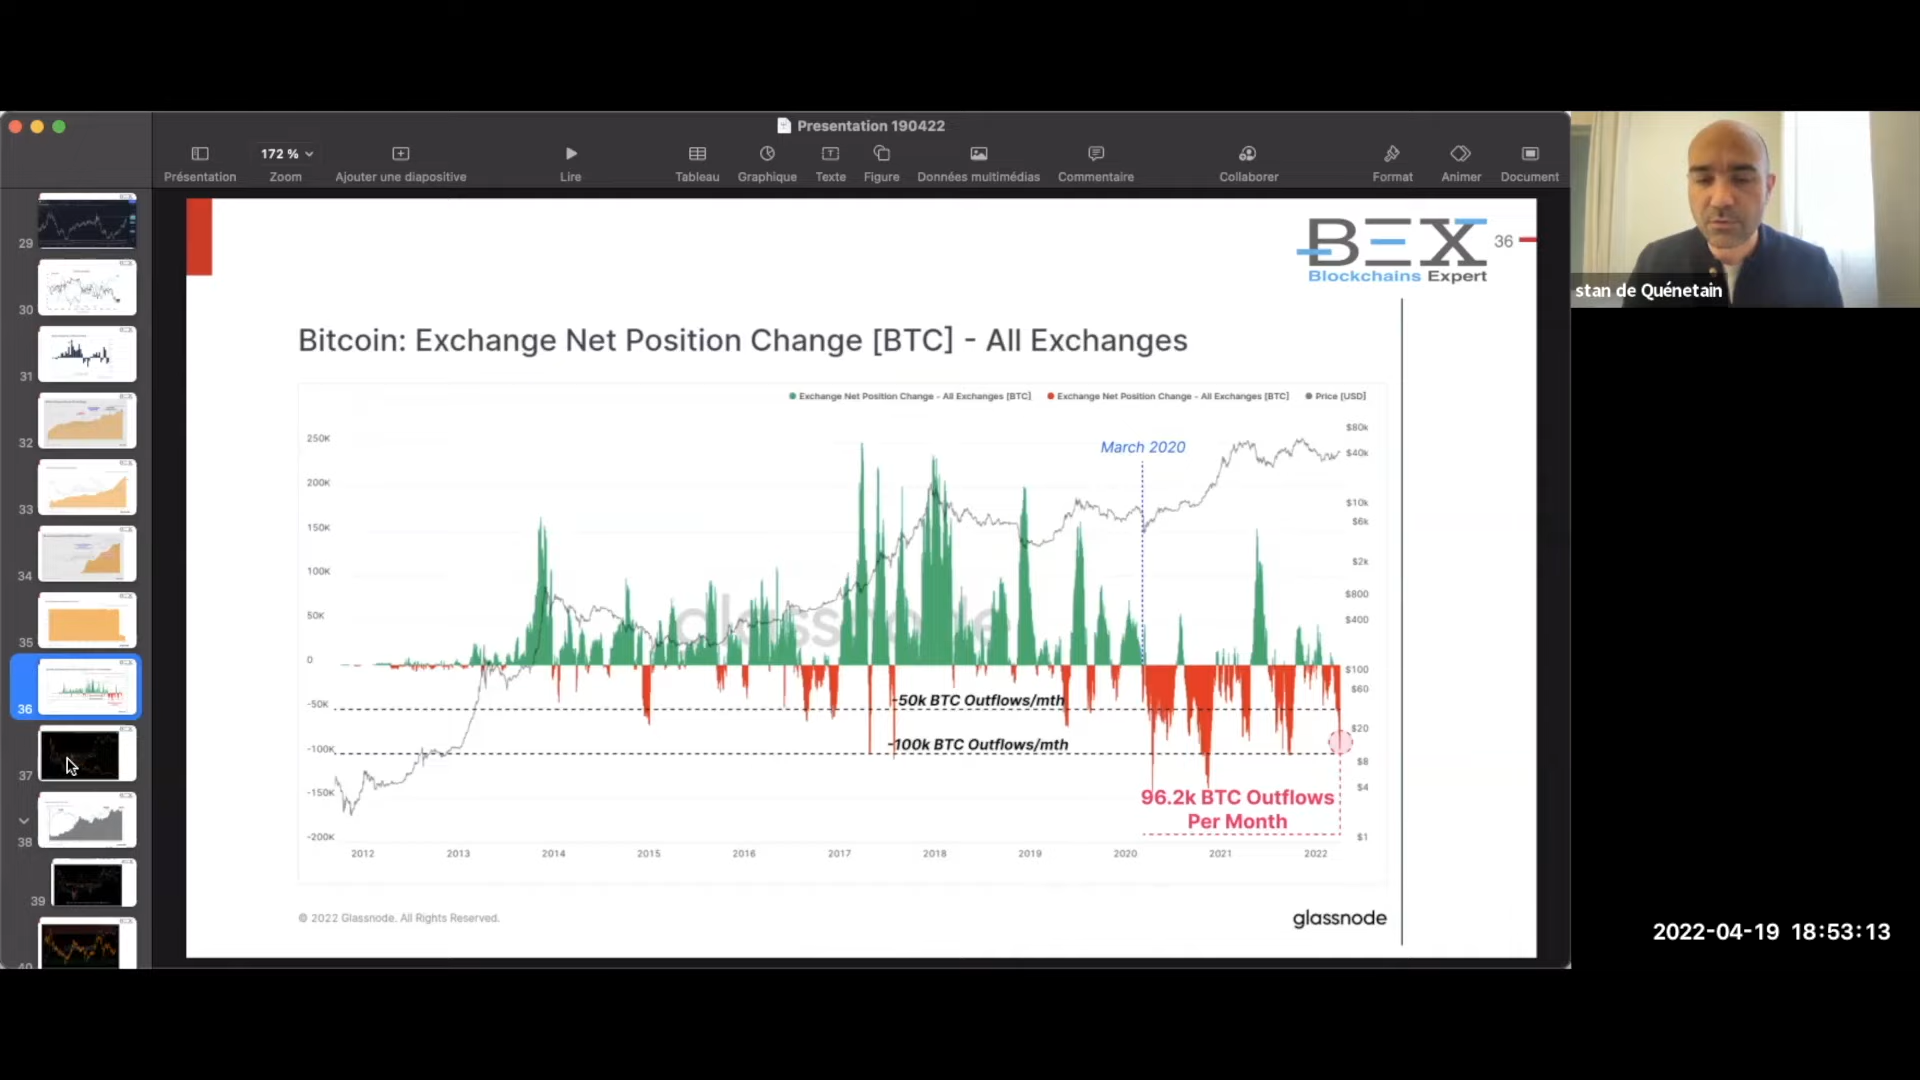 Presentation 190422
172 %
Présentation
Zoom
Ajouter une diapositive
Lire
Tableau
Graphique
Texte
Figure
Données multimédias
Commentaire
Collaborer
Format
Animer
Document
29
30
31
32
33
34
35
36
37
38
39
40
BEX
Blockchains Expert
36
stan de Quénetain
Bitcoin: Exchange Net Position Change [BTC] - All Exchanges
Exchange Net Position Change - All Exchanges [BTC]
Exchange Net Position Change - All Exchanges [BTC]
Price [USD]
250K
200K
150K
100K
50K
0
-50K
-100K
-150K
-200K
March 2020
$80k
$40k
$10k
$6k
$2k
$800
$400
$100
$60
$20
$8
$4
$1
glassnode
-50k BTC Outflows/mth
-100k BTC Outflows/mth
96.2k BTC Outflows
Per Month
2012
2013
2014
2015
2016
2017
2018
2019
2020
2021
2022
© 2022 Glassnode. All Rights Reserved.
glassnode
2022-04-19 18:53:13